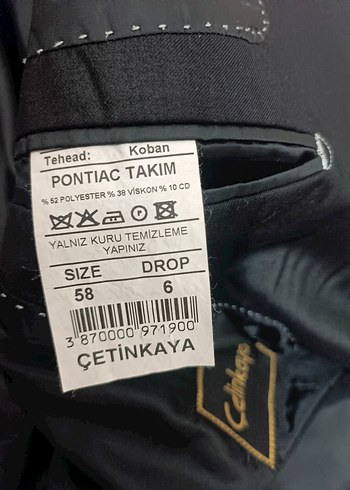 Tehead: Koban
PONTIAC TAKIM
% 52 POLYESTER % 38 VİSKON % 10 CD
P
YALNIZ KURU TEMİZLEME
YAPINIZ
SIZE DROP
58 6
3 870000 971900
ÇETİNKAYA
Çetinkaya